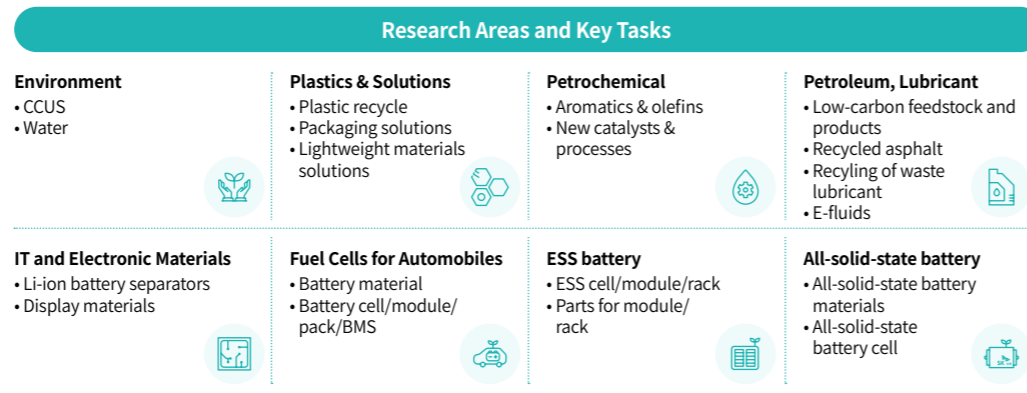 Research Areas and Key Tasks
Environment
• CCUS
• Water
Plastics & Solutions
• Plastic recycle
• Packaging solutions
• Lightweight materials
solutions
Petrochemical
• Aromatics & olefins
• New catalysts &
processes
Petroleum, Lubricant
• Low-carbon feedstock and
products
• Recycled asphalt
• Recyling of waste
lubricant
• E-fluids
IT and Electronic Materials
• Li-ion battery separators
• Display materials
Fuel Cells for Automobiles
• Battery material
• Battery cell/module/
pack/BMS
ESS battery
• ESS cell/module/rack
• Parts for module/
rack
All-solid-state battery
• All-solid-state battery
materials
• All-solid-state
battery cell